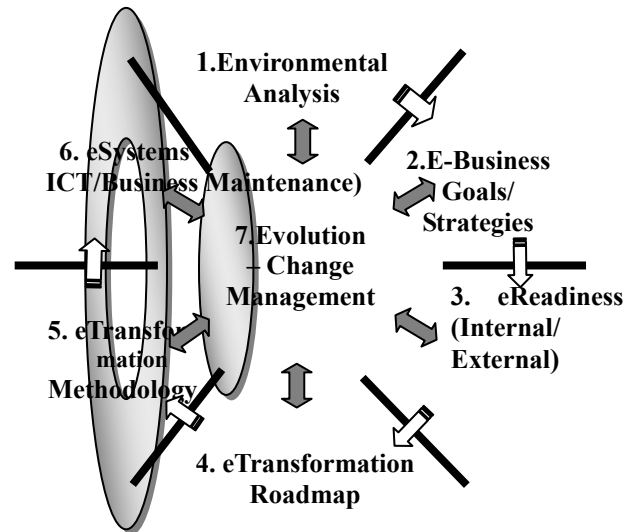 1.Environmental
Analysis
2.E-Business
Goals/
Strategies
3. eReadiness
(Internal/
External)
4. eTransformation
Roadmap
5. eTransfor
mation
Methodology
6. eSystems
ICT/Business Maintenance)
7.Evolution
– Change
Management